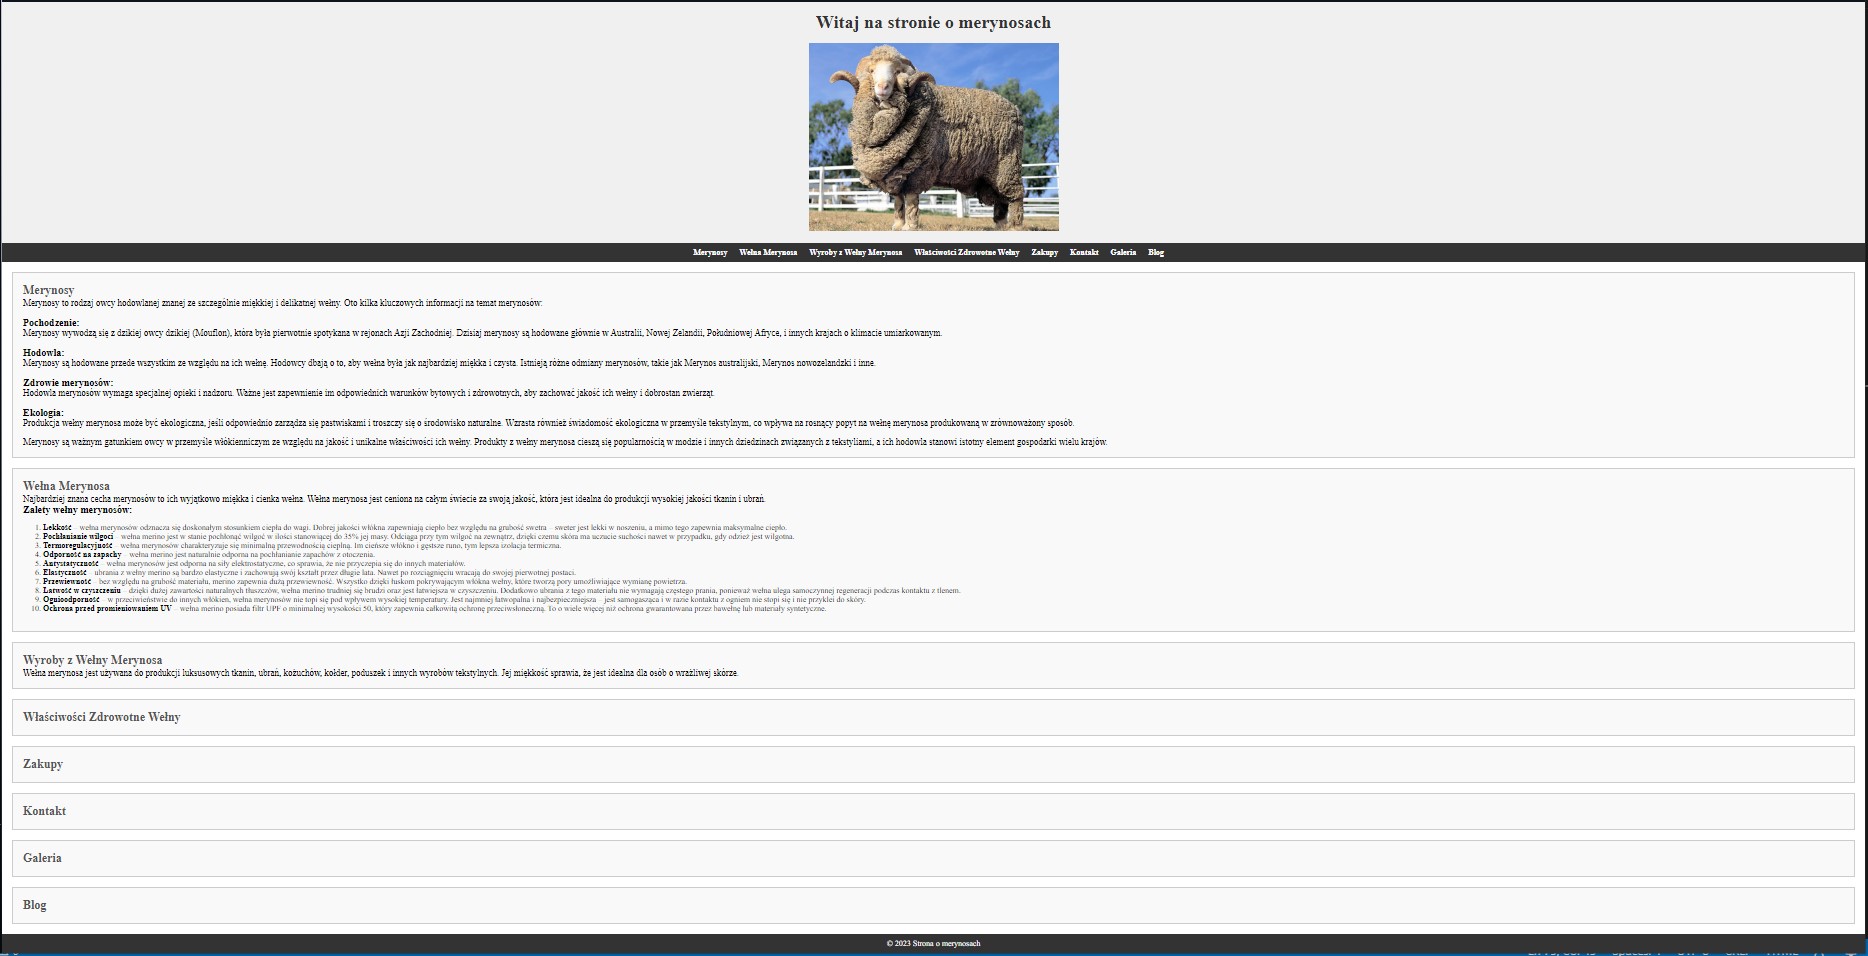 Witaj na stronie o merynosach
Merynosy Wełna Merynosa Wyroby z Wełny Merynosa Właściwości Zdrowotne Wełny Zakupy Kontakt Galeria Blog
Merynosy
Merynosy to rodzaj owcy hodowlanej znanej ze szczególnie miękkiej i delikatnej wełny. Oto kilka kluczowych informacji na temat merynosów:
Pochodzenie:
Merynosy wywodzą się z dzikiej owcy dzikiej (Mouflon), która była pierwotnie spotykana w rejonach Azji Zachodniej. Dzisiaj merynosy są hodowane głównie w Australii, Nowej Zelandii, Południowej Afryce, i innych krajach o klimacie umiarkowanym.
Hodowla:
Merynosy są hodowane przede wszystkim ze względu na ich wełnę. Hodowcy dbają o to, aby wełna była jak najbardziej miękka i czysta. Istnieją różne odmiany merynosów, takie jak Merynos australijski, Merynos nowozelandzki i inne.
Zdrowie merynosów:
Hodowla merynosów wymaga specjalnej opieki i nadzoru. Ważne jest zapewnienie im odpowiednich warunków bytowych i zdrowotnych, aby zachować jakość ich wełny i dobrostan zwierząt.
Ekologia:
Produkcja wełny merynosa może być ekologiczna, jeśli odpowiednio zarządza się pastwiskami i troszczy się o środowisko naturalne. Wzrasta również świadomość ekologiczna w przemyśle tekstylnym, co wpływa na rosnący popyt na wełnę merynosa produkowaną w zrównoważony sposób.
Merynosy są ważnym gatunkiem owcy w przemyśle włókienniczym ze względu na jakość i unikalne właściwości ich wełny. Produkty z wełny merynosa cieszą się popularnością w modzie i innych dziedzinach związanych z tekstyliami, a ich hodowla stanowi istotny element gospodarki wielu krajów.
Wełna Merynosa
Najbardziej znana cecha merynosów to ich wyjątkowo miękka i cienka wełna. Wełna merynosa jest ceniona na całym świecie za swoją jakość, która jest idealna do produkcji wysokiej jakości tkanin i ubrań.
Zalety wełny merynosów:
1. Lekkość – wełna merynosów odznacza się doskonałym stosunkiem ciepła do wagi. Dobrej jakości włókna zapewniają ciepło bez względu na grubość swetra – sweter jest lekki w noszeniu, a mimo tego zapewnia maksymalne ciepło.
2. Pochłanianie wilgoci – wełna merino jest w stanie pochłonąć wilgoć w ilości stanowiącej do 35% jej masy. Odciąga przy tym wilgoć na zewnątrz, dzięki czemu skóra ma uczucie suchości nawet w przypadku, gdy odzież jest wilgotna.
3. Termoregulacyjność – wełna merynosów charakteryzuje się minimalną przewodnością cieplną. Im cieńsze włókno i gęstsze runo, tym lepsza izolacja termiczna.
4. Odporność na zapachy – wełna merino jest naturalnie odporna na pochłanianie zapachów z otoczenia.
5. Antystatyczność – wełna merynosów jest odporna na siły elektrostatyczne, co sprawia, że nie przyczepia się do innych materiałów.
6. Elastyczność – ubrania z wełny merino są bardzo elastyczne i zachowują swój kształt przez długie lata. Nawet po rozciągnięciu wracają do swojej pierwotnej postaci.
7. Przewiewność – bez względu na grubość materiału, merino zapewnia dużą przewiewność. Wszystko dzięki łuskom pokrywającym włókna wełny, które tworzą pory umożliwiające wymianę powietrza.
8. Łatwość w czyszczeniu – dzięki dużej zawartości naturalnych tłuszczów, wełna merino trudniej się brudzi oraz jest łatwiejsza w czyszczeniu. Dodatkowo ubrania z tego materiału nie wymagają częstego prania, ponieważ wełna ulega samoczynnej regeneracji podczas kontaktu z tlenem.
9. Ognioodporność – w przeciwieństwie do innych włókien, wełna merynosów nie topi się pod wpływem wysokiej temperatury. Jest najmniej łatwopalna i najbezpieczniejsza – jest samogasząca i w razie kontaktu z ogniem nie stopi się i nie przyklei do skóry.
10. Ochrona przed promieniowaniem UV – wełna merino posiada filtr UPF o minimalnej wysokości 50, który zapewnia całkowitą ochronę przeciwsłoneczną. To o wiele więcej niż ochrona gwarantowana przez bawełnę lub materiały syntetyczne.
Wyroby z Wełny Merynosa
Wełna merynosa jest używana do produkcji luksusowych tkanin, ubrań, kożuchów, kołder, poduszek i innych wyrobów tekstylnych. Jej miękkość sprawia, że jest idealna dla osób o wrażliwej skórze.
Właściwości Zdrowotne Wełny
Zakupy
Kontakt
Galeria
Blog
© 2023 Strona o merynosach